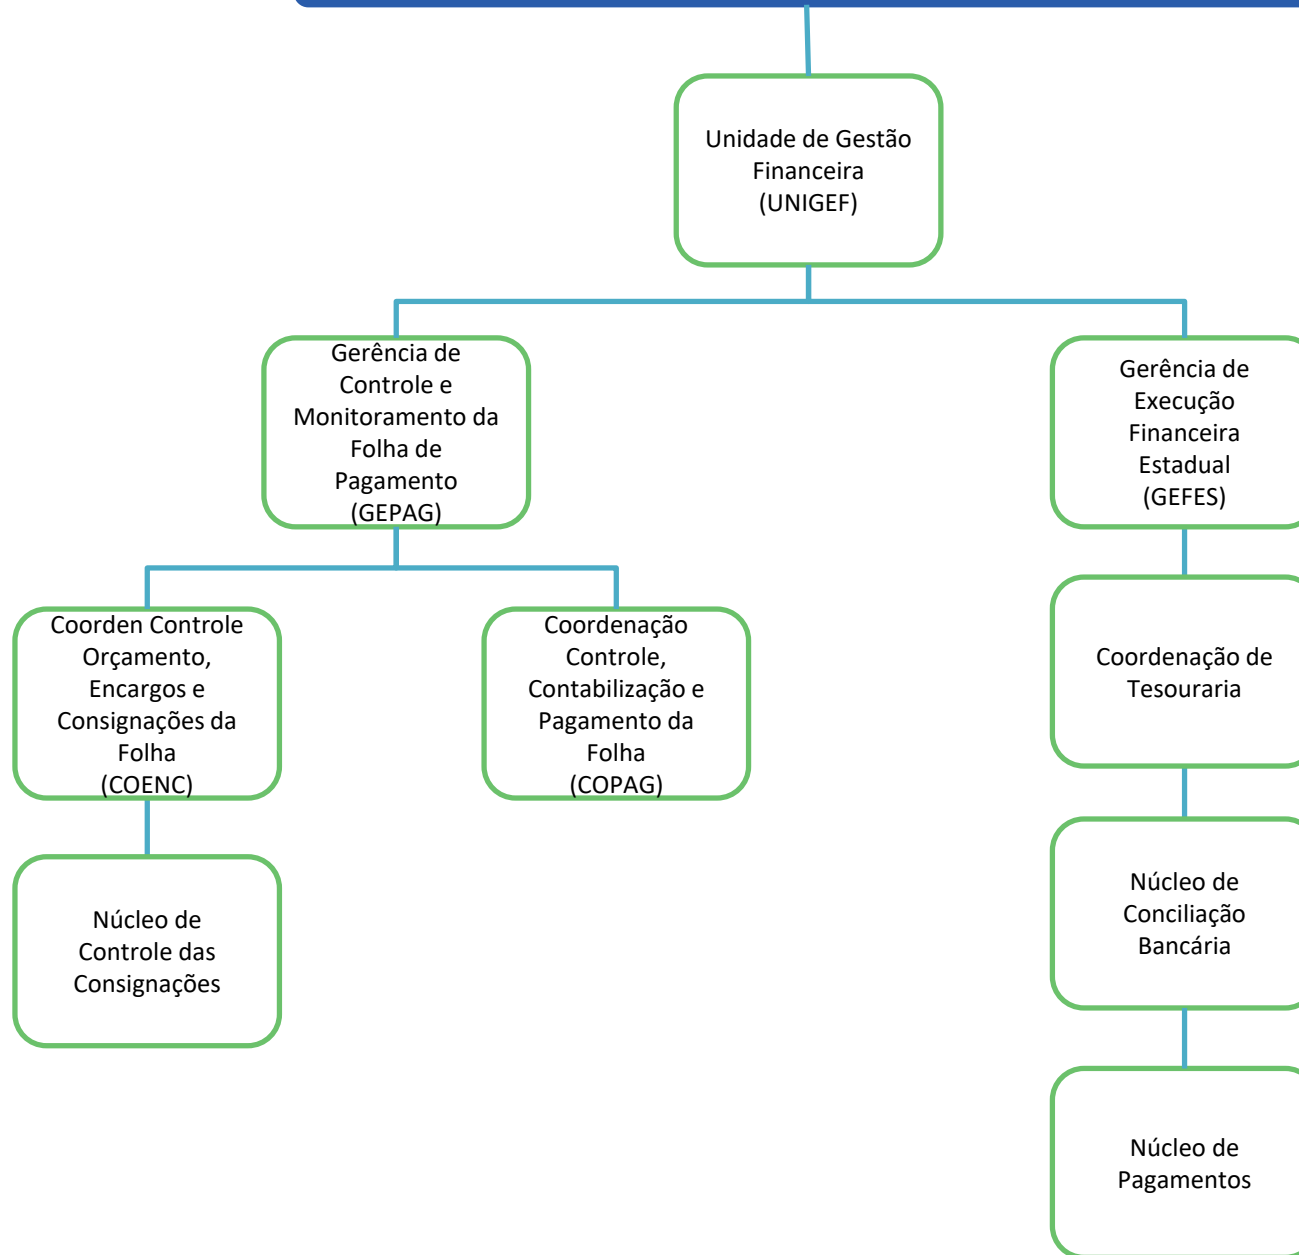 Unidade de Gestão
Financeira
(UNIGEF)
Gerência de
Controle e
Monitoramento da
Folha de
Pagamento
(GEPAG)
Gerência de
Execução
Financeira
Estadual
(GEFES)
Coorden Controle
Orçamento,
Encargos e
Consignações da
Folha
(COENC)
Coordenação
Controle,
Contabilização e
Pagamento da
Folha
(COPAG)
Coordenação de
Tesouraria
Núcleo de
Controle das
Consignações
Núcleo de
Conciliação
Bancária
Núcleo de
Pagamentos